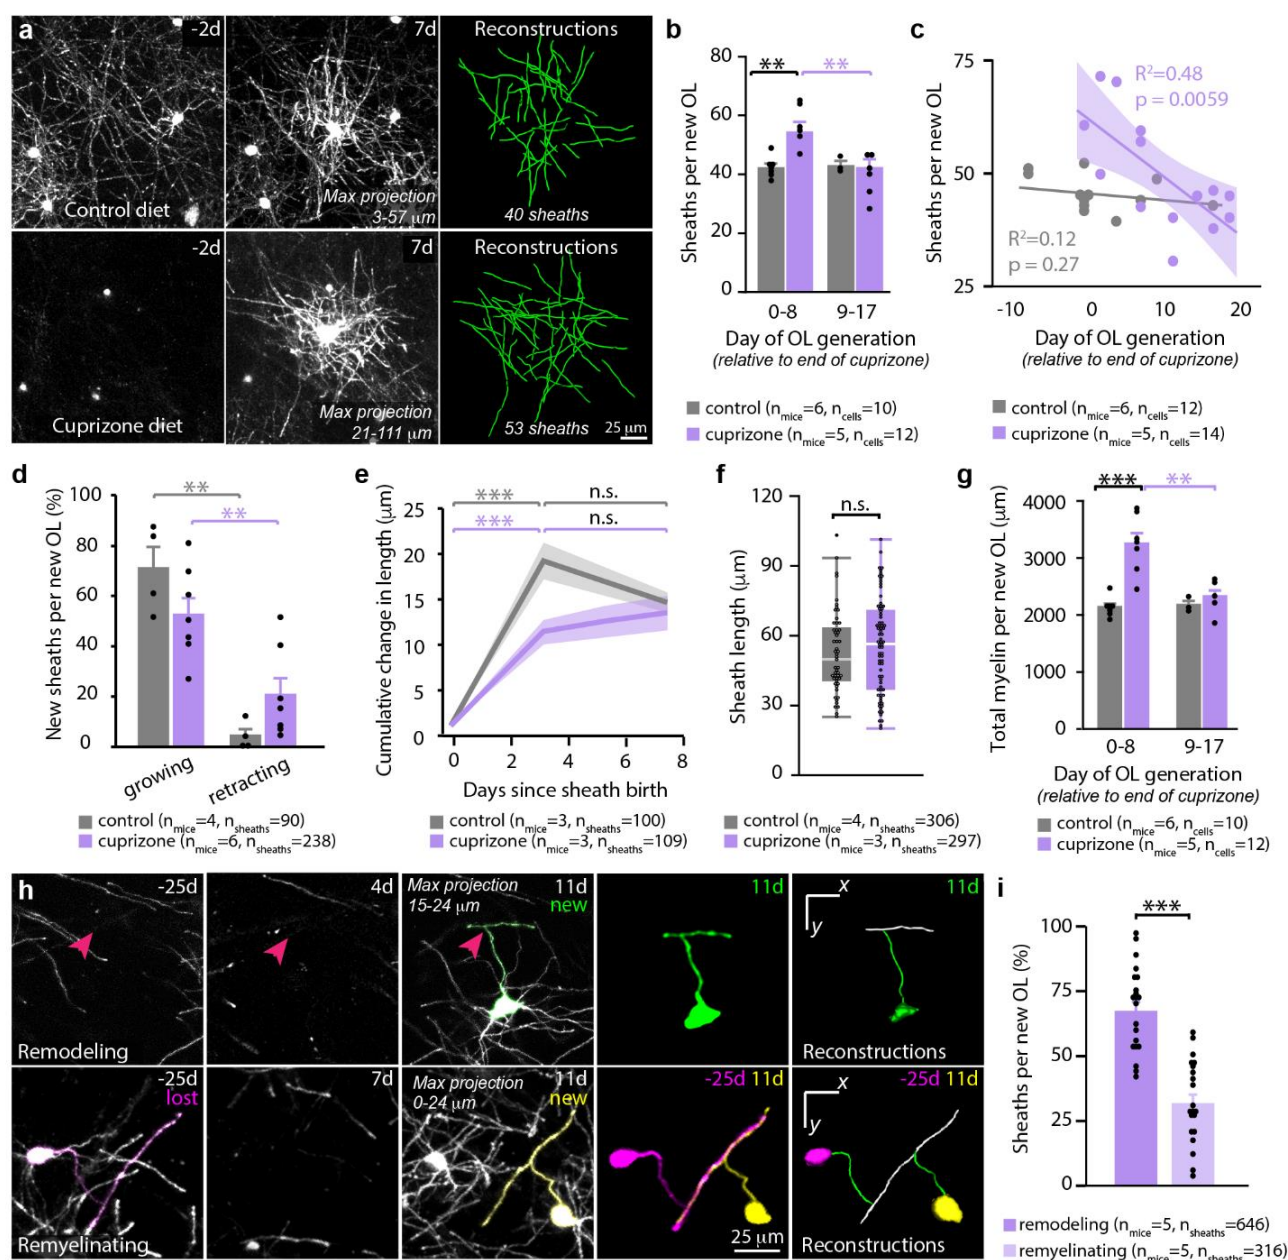 a
-2d
7d
Reconstructions
Control diet
Max projection
3-57 μm
40 sheaths
-2d
7d
Reconstructions
Cuprizone diet
Max projection
21-111 μm
53 sheaths
25 μm
b
Sheaths per new OL
80
60
40
20
0
**
**
0-8
9-17
Day of OL generation
(relative to end of cuprizone)
control (nmice=6, ncells=10)
cuprizone (nmice=5, ncells=12)
c
Sheaths per new OL
75
50
25
R²=0.48
p = 0.0059
R²=0.12
p = 0.27
-10
0
10
20
Day of OL generation
(relative to end of cuprizone)
control (nmice=6, ncells=12)
cuprizone (nmice=5, ncells=14)
d
New sheaths per new OL (%)
100
80
60
40
20
0
**
**
growing
retracting
control (nmice=4, nsheaths=90)
cuprizone (nmice=6, nsheaths=238)
e
Cumulative change in length (μm)
25
20
15
10
5
0
***
n.s.
***
n.s.
0
2
4
6
8
Days since sheath birth
control (nmice=3, nsheaths=100)
cuprizone (nmice=3, nsheaths=109)
f
Sheath length (μm)
120
90
60
30
0
n.s.
control (nmice=4, nsheaths=306)
cuprizone (nmice=3, nsheaths=297)
g
Total myelin per new OL (μm)
4000
3000
2000
1000
0
***
**
0-8
9-17
Day of OL generation
(relative to end of cuprizone)
control (nmice=6, ncells=10)
cuprizone (nmice=5, ncells=12)
h
-25d
4d
Max projection
15-24 μm
11d
new
11d
x
y
11d
Remodeling
Reconstructions
-25d
lost
7d
Max projection
0-24 μm
11d
new
-25d 11d
x
y
-25d 11d
Remyelinating
25 μm
Reconstructions
i
Sheaths per new OL (%)
100
75
50
25
0
***
remodeling (nmice=5, nsheaths=646)
remyelinating (nmice=5, nsheaths=316)